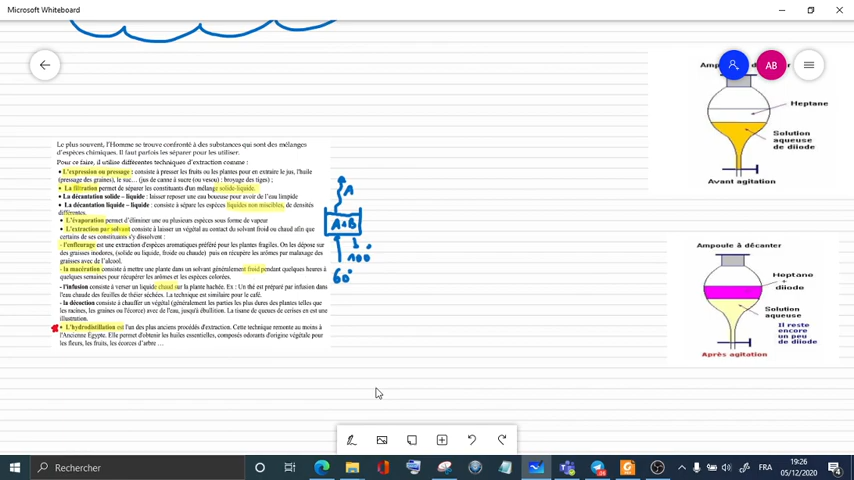 Microsoft Whiteboard
AB
Heptane
Solution
aqueuse
de diiode
Avant agitation
Le plus souvent, l'Homme se trouve confronté à des substances qui sont des mélanges
d'espèces chimiques. Il faut parfois les séparer pour les utiliser.
Pour ce faire, il utilise différentes techniques d'extraction comme :
• L'expression ou pressage : consiste à presser les fruits ou les plantes pour en extraire le jus, l'huile
(pressage des graines), le suc… (jus de canne à sucre (ou vesou) : broyage des tiges) ;
• La filtration permet de séparer les constituants d'un mélange solide-liquide.
• La décantation solide – liquide : laisser reposer une eau boueuse pour avoir de l'eau limpide
• La décantation liquide – liquide : consiste à sépare les espèces liquides non miscibles, de densités
différentes.
• L'évaporation permet d'éliminer une ou plusieurs espèces sous forme de vapeur
• L'extraction par solvant consiste à laisser un végétal au contact du solvant froid ou chaud afin que
certains de ses constituants s'y dissolvent :
- l'enfleurage est une extraction d'espèces aromatiques préféré pour les plantes fragiles. On les dépose sur
des graisses inodores, (solide ou liquide, froide ou chaude) puis on récupère les arômes par malaxage des
graisses avec de l'alcool.
- la macération consiste à mettre une plante dans un solvant généralement froid pendant quelques heures à
quelques semaines pour récupérer les arômes et les espèces colorées.
- l'infusion consiste à verser un liquide chaud sur la plante hachée. Ex : Un thé est préparé par infusion dans
l'eau chaude des feuilles de théier séchées. La technique est similaire pour le café.
- la décoction consiste à chauffer un végétal (généralement les parties les plus dures des plantes telles que
les racines, les graines ou l'écorce) avec de l'eau, jusqu'à ébullition. La tisane de queues de cerises en est une
illustration.
• L'hydrodistillation est l'un des plus anciens procédés d'extraction. Cette technique remonte au moins à
l'Ancienne Égypte. Elle permet d'obtenir les huiles essentielles, composés odorants d'origine végétale pour
les fleurs, les fruits, les écorces d'arbre …
A
A+B
100°
60°
Ampoule à décanter
Heptane
+
diiode
Solution
aqueuse
Il reste
encore un
peu de
diiode
Après agitation
Rechercher
FRA
19:26
05/12/2020
4